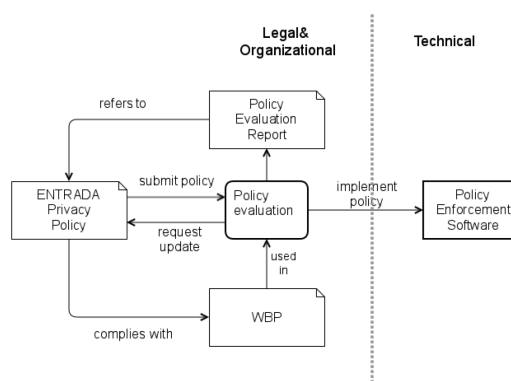 Legal&
Organizational
Technical
refers to
Policy
Evaluation
Report
submit policy
ENTRADA
Privacy
Policy
Policy
evaluation
implement
policy
Policy
Enforcement
Software
request
update
used
in
WBP
complies with